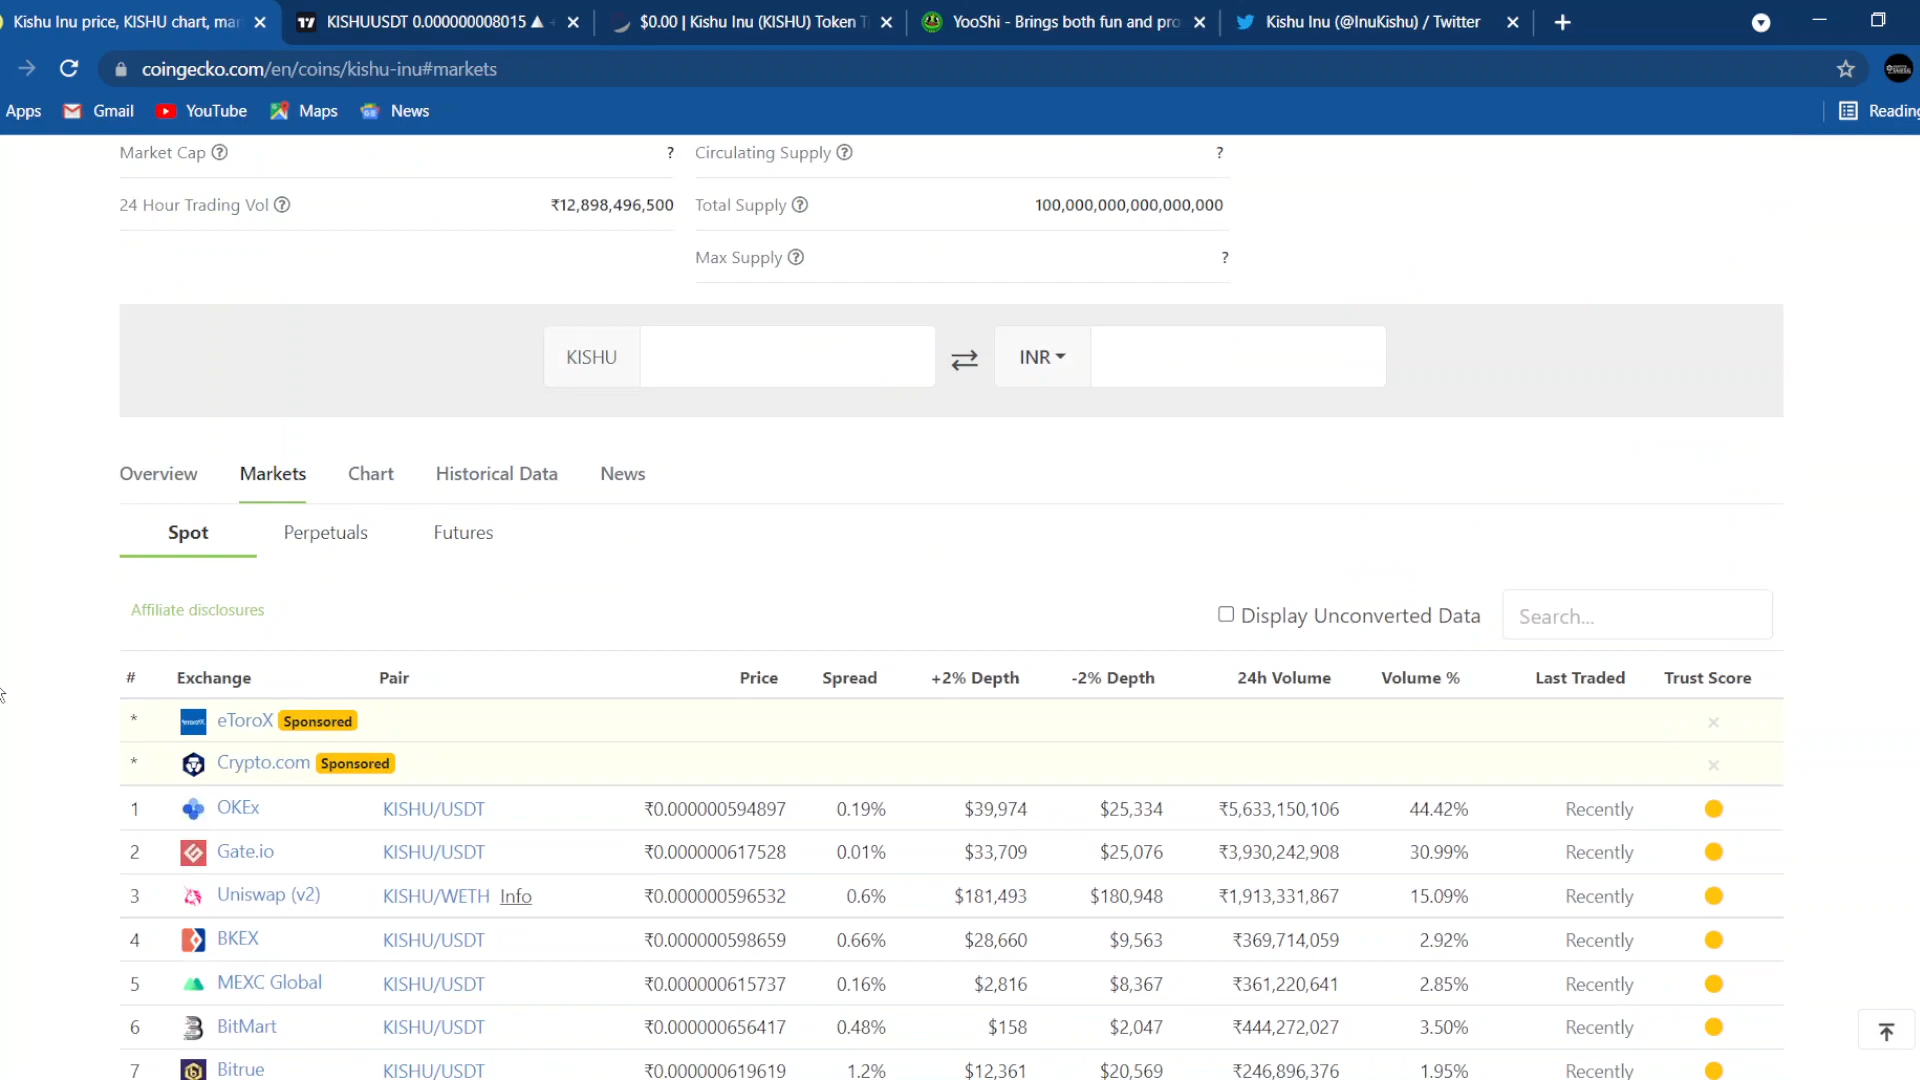 Kishu Inu price, KISHU chart, mar
KISHUUSDT 0.000000008015 ▲
$0.00 | Kishu Inu (KISHU) Token T
YooShi - Brings both fun and pro
Kishu Inu (@InuKishu) / Twitter
coingecko.com/en/coins/kishu-inu#markets
Apps Gmail YouTube Maps News Reading
Market Cap ? ? Circulating Supply ? ?
24 Hour Trading Vol ? ₹12,898,496,500 Total Supply ? 100,000,000,000,000,000
Max Supply ? ?
KISHU INR
Overview Markets Chart Historical Data News
Spot Perpetuals Futures
Affiliate disclosures
Display Unconverted Data Search...
# Exchange Pair Price Spread +2% Depth -2% Depth 24h Volume Volume % Last Traded Trust Score
* eToroX Sponsored
* Crypto.com Sponsored
1 OKEx KISHU/USDT ₹0.000000594897 0.19% $39,974 $25,334 ₹5,633,150,106 44.42% Recently
2 Gate.io KISHU/USDT ₹0.000000617528 0.01% $33,709 $25,076 ₹3,930,242,908 30.99% Recently
3 Uniswap (v2) KISHU/WETH Info ₹0.000000596532 0.6% $181,493 $180,948 ₹1,913,331,867 15.09% Recently
4 BKEX KISHU/USDT ₹0.000000598659 0.66% $28,660 $9,563 ₹369,714,059 2.92% Recently
5 MEXC Global KISHU/USDT ₹0.000000615737 0.16% $2,816 $8,367 ₹361,220,641 2.85% Recently
6 BitMart KISHU/USDT ₹0.000000656417 0.48% $158 $2,047 ₹444,272,027 3.50% Recently
7 Bitrue KISHU/USDT ₹0.000000619619 1.2% $12,361 $20,569 ₹246,896,376 1.95% Recently